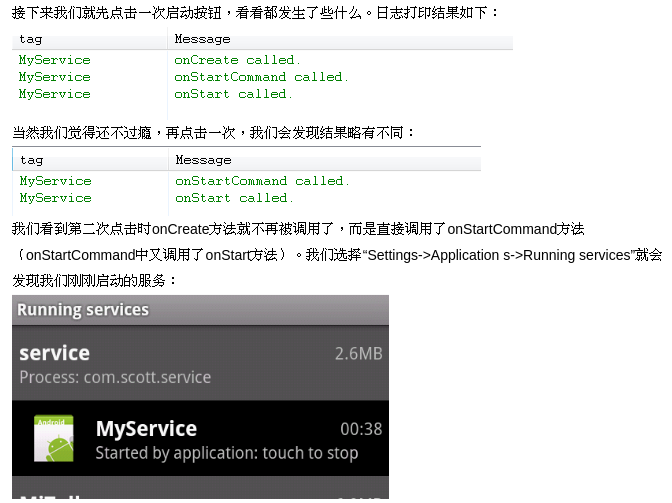 接下来我们就先点击一次启动按钮，看看都发生了些什么。日志打印结果如下：
tag Message
MyService onCreate called.
MyService onStartCommand called.
MyService onStart called.
当然我们觉得还不过瘾，再点击一次，我们会发现结果略有不同：
tag Message
MyService onStartCommand called.
MyService onStart called.
我们看到第二次点击时onCreate方法就不再被调用了，而是直接调用了onStartCommand方法
（onStartCommand中又调用了onStart方法）。我们选择“Settings->Application s->Running services”就会
发现我们刚刚启动的服务：
Running services
service 2.6MB
Process: com.scott.service
Android
MyService 00:38
Started by application: touch to stop